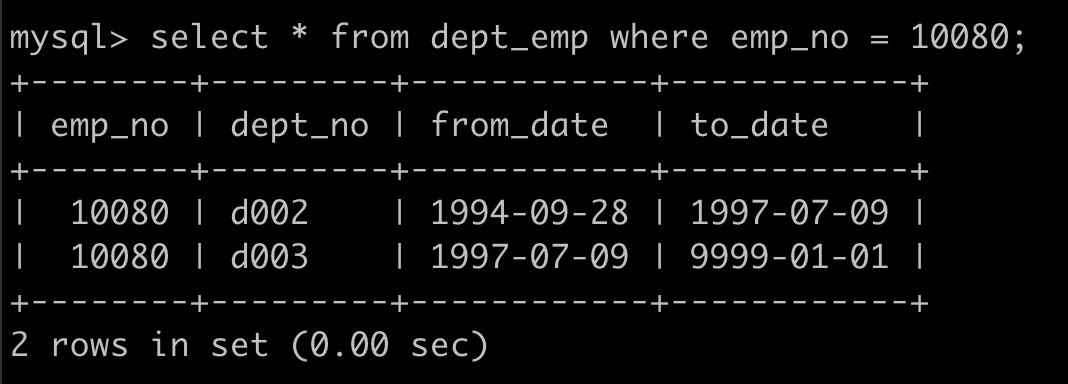 mysql> select * from dept_emp where emp_no = 10080;
+--------+---------+------------+------------+
| emp_no | dept_no | from_date  | to_date    |
+--------+---------+------------+------------+
|  10080 | d002    | 1994-09-28 | 1997-07-09 |
|  10080 | d003    | 1997-07-09 | 9999-01-01 |
+--------+---------+------------+------------+
2 rows in set (0.00 sec)